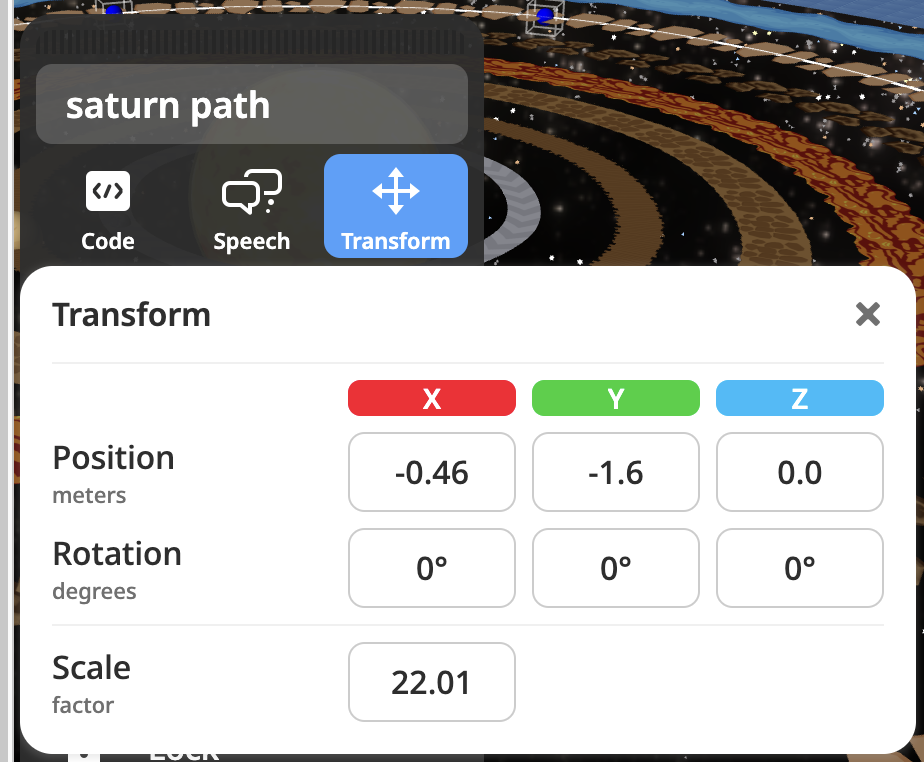 saturn path
Code Speech Transform
Transform
X Y Z
Position
meters
-0.46 -1.6 0.0
Rotation
degrees
0° 0° 0°
Scale
factor
22.01
Lock